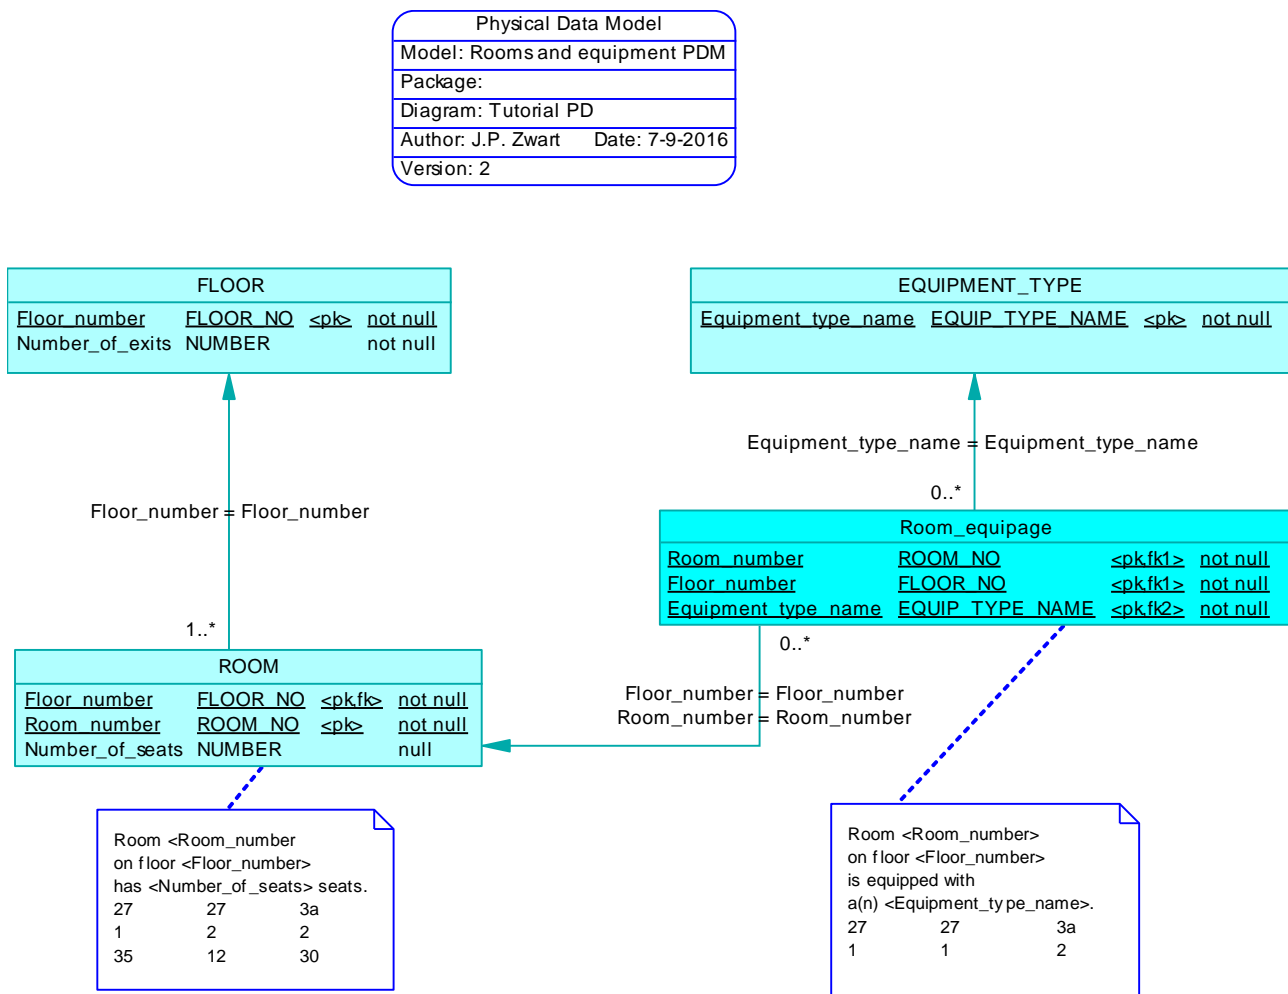 Physical Data Model
Model: Rooms and equipment PDM
Package:
Diagram: Tutorial PD
Author: J.P. Zwart Date: 7-9-2016
Version: 2
FLOOR
Floor_number FLOOR_NO <pk> not null
Number_of_exits NUMBER not null
EQUIPMENT_TYPE
Equipment_type_name EQUIP_TYPE_NAME <pk> not null
Equipment_type_name = Equipment_type_name
0..*
Floor_number = Floor_number
1..*
Room_equipage
Room_number ROOM_NO <pk,fk1> not null
Floor_number FLOOR_NO <pk,fk1> not null
Equipment_type_name EQUIP_TYPE_NAME <pk,fk2> not null
0..*
ROOM
Floor_number FLOOR_NO <pk,fk> not null
Room_number ROOM_NO <pk> not null
Number_of_seats NUMBER null
Floor_number = Floor_number
Room_number = Room_number
Room <Room_number
on floor <Floor_number>
has <Number_of_seats> seats.
27 27 3a
1 2 2
35 12 30
Room <Room_number>
on floor <Floor_number>
is equipped with
a(n) <Equipment_type_name>.
27 27 3a
1 1 2